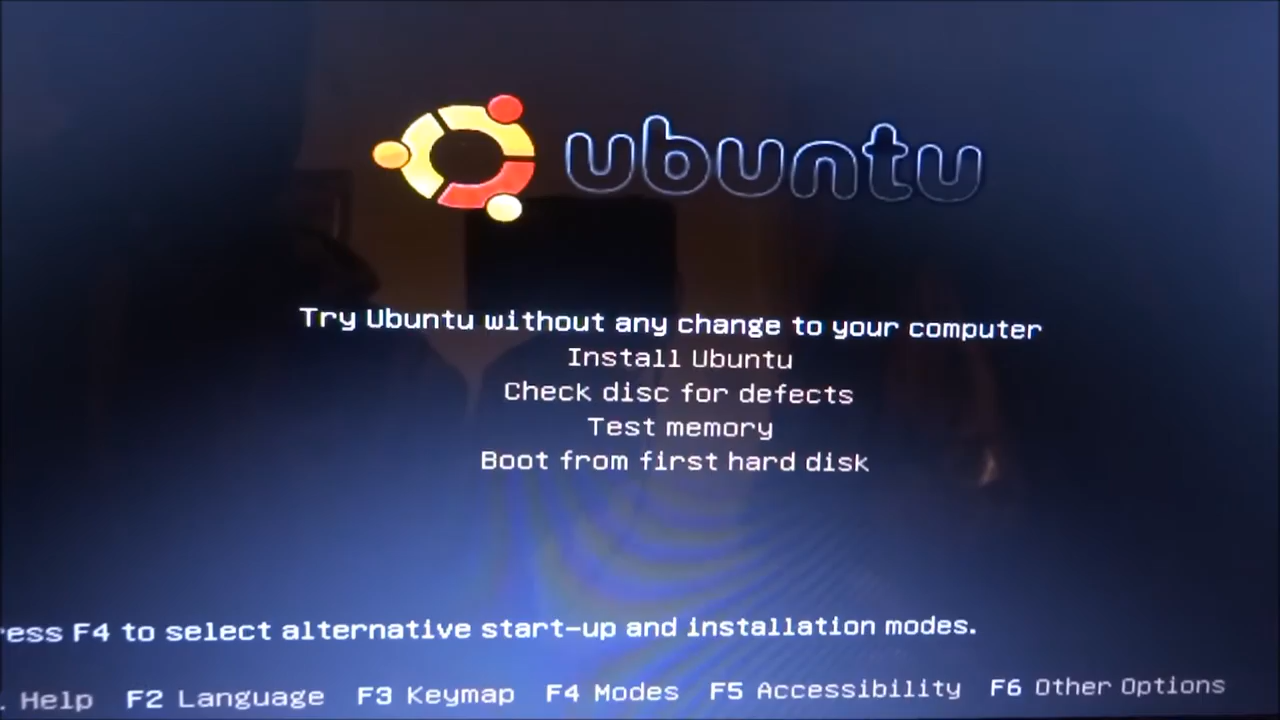 ubuntu
Try Ubuntu without any change to your computer
Install Ubuntu
Check disc for defects
Test memory
Boot from first hard disk
ress F4 to select alternative start-up and installation modes.
Help F2 Language F3 Keymap F4 Modes F5 Accessibility F6 Other Options